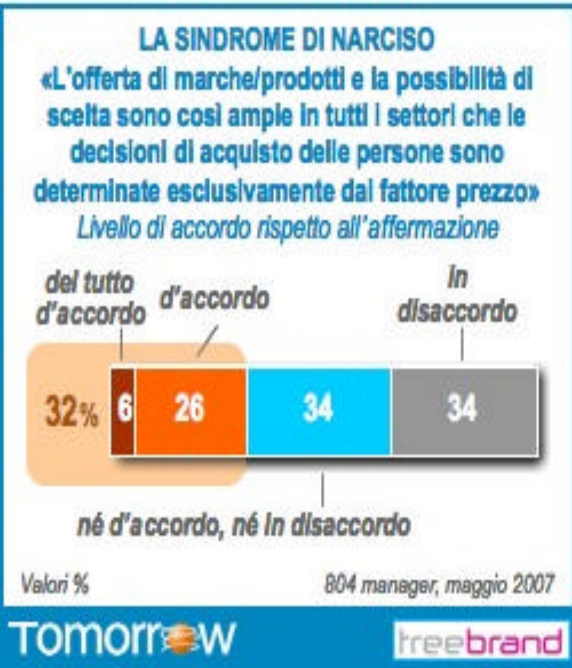 LA SINDROME DI NARCISO
«L'offerta di marche/prodotti e la possibilità di
scelta sono così ampie in tutti i settori che le
decisioni di acquisto delle persone sono
determinate esclusivamente dal fattore prezzo»
Livello di accordo rispetto all'affermazione
del tutto
d'accordo
d'accordo
in
disaccordo
32% 6 26 34 34
né d'accordo, né in disaccordo
Valori % 804 manager, maggio 2007
Tomorrow treebrand